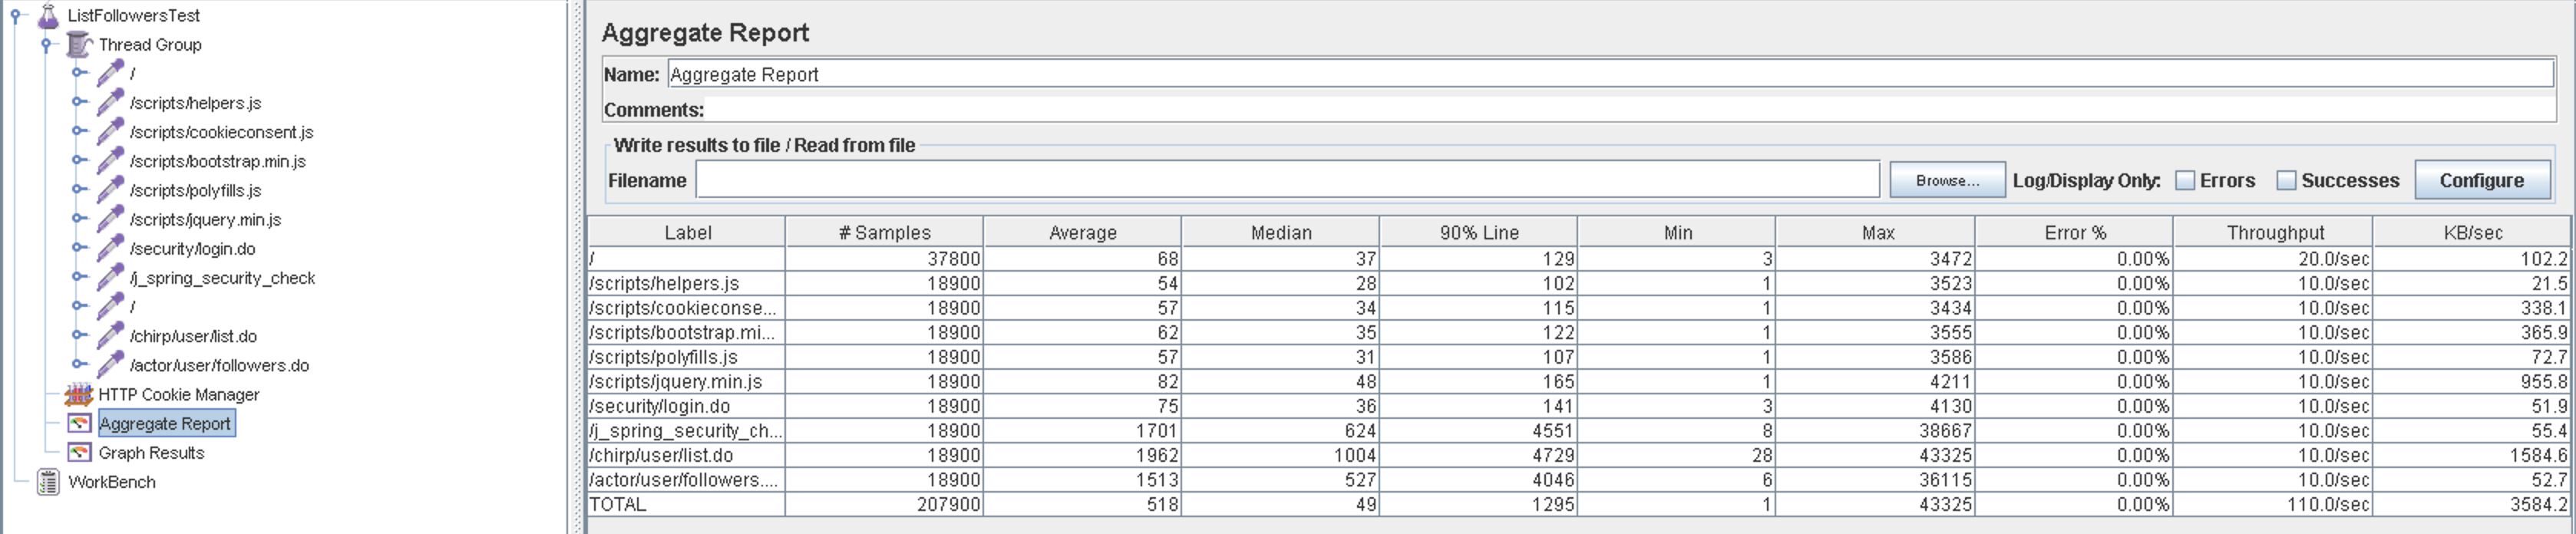 ListFollowersTest
Thread Group
/
/scripts/helpers.js
/scripts/cookieconsent.js
/scripts/bootstrap.min.js
/scripts/polyfills.js
/scripts/jquery.min.js
/security/login.do
/j_spring_security_check
/
/chirp/user/list.do
/actor/user/followers.do
HTTP Cookie Manager
Aggregate Report
Graph Results
WorkBench
Aggregate Report
Name: Aggregate Report
Comments:
Write results to file / Read from file
Filename Browse... Log/Display Only: Errors Successes Configure
Label # Samples Average Median 90% Line Min Max Error % Throughput KB/sec
/ 37800 68 37 129 3 3472 0.00% 20.0/sec 102.2
/scripts/helpers.js 18900 54 28 102 1 3523 0.00% 10.0/sec 21.5
/scripts/cookieconse... 18900 57 34 115 1 3434 0.00% 10.0/sec 338.1
/scripts/bootstrap.mi... 18900 62 35 122 1 3555 0.00% 10.0/sec 365.9
/scripts/polyfills.js 18900 57 31 107 1 3586 0.00% 10.0/sec 72.7
/scripts/jquery.min.js 18900 82 48 165 1 4211 0.00% 10.0/sec 955.8
/security/login.do 18900 75 36 141 3 4130 0.00% 10.0/sec 51.9
/j_spring_security_ch... 18900 1701 624 4551 8 38667 0.00% 10.0/sec 55.4
/chirp/user/list.do 18900 1962 1004 4729 28 43325 0.00% 10.0/sec 1584.6
/actor/user/followers.... 18900 1513 527 4046 6 36115 0.00% 10.0/sec 52.7
TOTAL 207900 518 49 1295 1 43325 0.00% 110.0/sec 3584.2